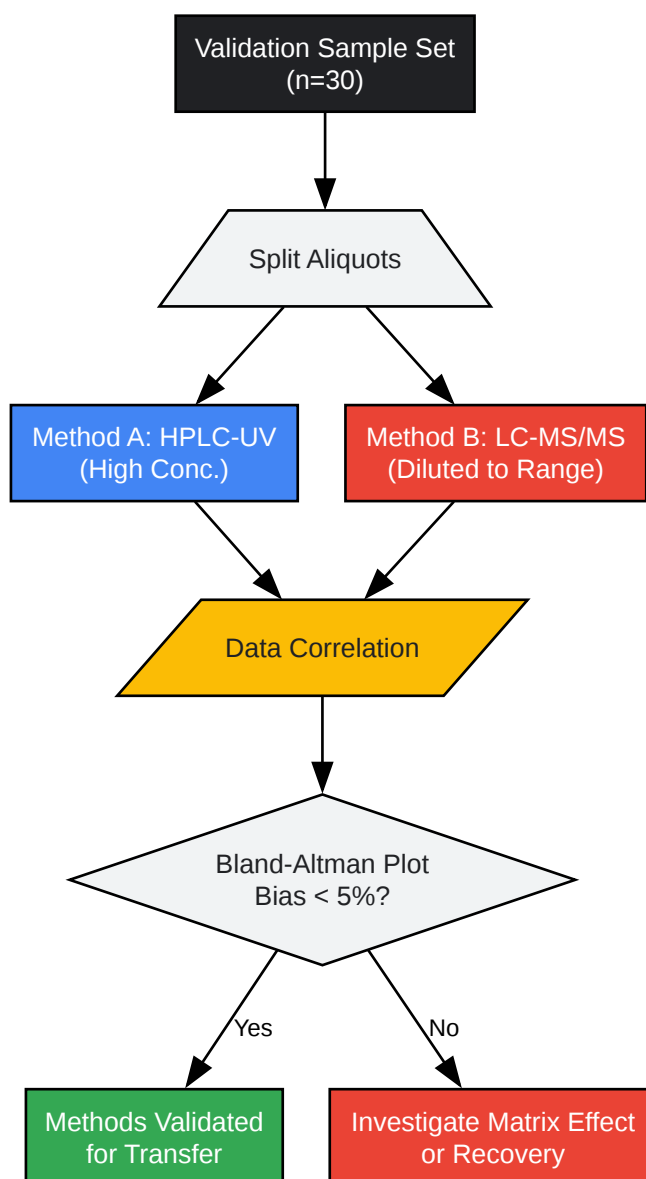 Validation Sample Set
(n=30)
Split Aliquots
Method A: HPLC-UV
(High Conc.)
Method B: LC-MS/MS
(Diluted to Range)
Data Correlation
Bland-Altman Plot
Bias < 5%?
Yes
No
Methods Validated
for Transfer
Investigate Matrix Effect
or Recovery